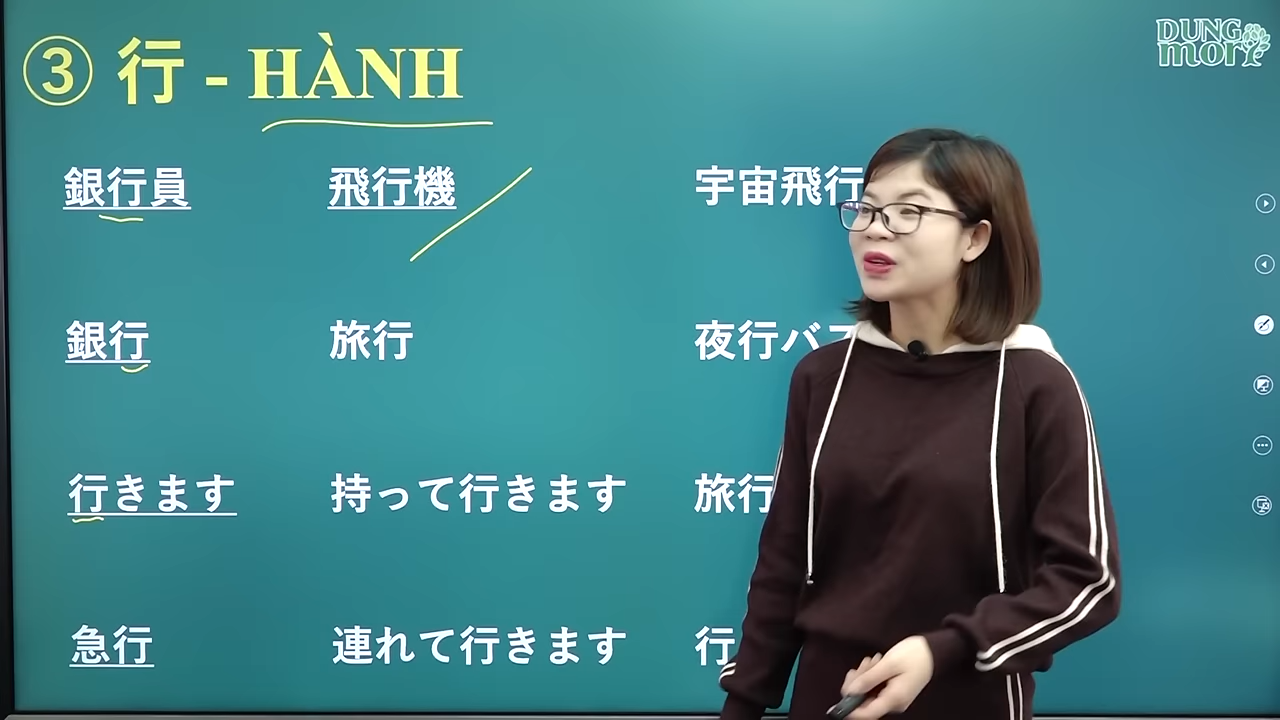 ③ 行 - HÀNH
DUNG
mori
銀行員 飛行機 宇宙飛行
銀行 旅行 夜行バス
行きます 持って行きます 旅行
急行 連れて行きます 行